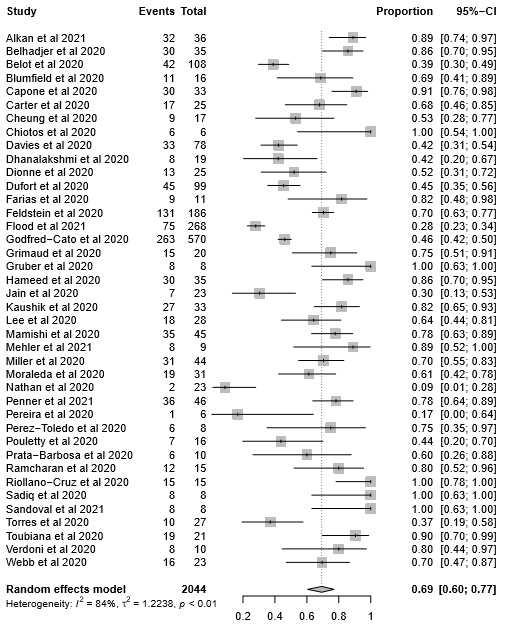 Study Events Total Proportion 95%-CI
Alkan et al 2021 32 36 0.89 [0.74; 0.97]
Belhadjer et al 2020 30 35 0.86 [0.70; 0.95]
Belot et al 2020 42 108 0.39 [0.30; 0.49]
Blumfield et al 2020 11 16 0.69 [0.41; 0.89]
Capone et al 2020 30 33 0.91 [0.76; 0.98]
Carter et al 2020 17 25 0.68 [0.46; 0.85]
Cheung et al 2020 9 17 0.53 [0.28; 0.77]
Chiotos et al 2020 6 6 1.00 [0.54; 1.00]
Davies et al 2020 33 78 0.42 [0.31; 0.54]
Dhanalakshmi et al 2020 8 19 0.42 [0.20; 0.67]
Dionne et al 2020 13 25 0.52 [0.31; 0.72]
Dufort et al 2020 45 99 0.45 [0.35; 0.56]
Farias et al 2020 9 11 0.82 [0.48; 0.98]
Feldstein et al 2020 131 186 0.70 [0.63; 0.77]
Flood et al 2021 75 268 0.28 [0.23; 0.34]
Godfred-Cato et al 2020 263 570 0.46 [0.42; 0.50]
Grimaud et al 2020 15 20 0.75 [0.51; 0.91]
Gruber et al 2020 8 8 1.00 [0.63; 1.00]
Hameed et al 2020 30 35 0.86 [0.70; 0.95]
Jain et al 2020 7 23 0.30 [0.13; 0.53]
Kaushik et al 2020 27 33 0.82 [0.65; 0.93]
Lee et al 2020 18 28 0.64 [0.44; 0.81]
Mamishi et al 2020 35 45 0.78 [0.63; 0.89]
Mehler et al 2021 8 9 0.89 [0.52; 1.00]
Miller et al 2020 31 44 0.70 [0.55; 0.83]
Moraleda et al 2020 19 31 0.61 [0.42; 0.78]
Nathan et al 2020 2 23 0.09 [0.01; 0.28]
Penner et al 2021 36 46 0.78 [0.64; 0.89]
Pereira et al 2020 1 6 0.17 [0.00; 0.64]
Perez-Toledo et al 2020 6 8 0.75 [0.35; 0.97]
Pouletty et al 2020 7 16 0.44 [0.20; 0.70]
Prata-Barbosa et al 2020 6 10 0.60 [0.26; 0.88]
Ramcharan et al 2020 12 15 0.80 [0.52; 0.96]
Riollano-Cruz et al 2020 15 15 1.00 [0.78; 1.00]
Sadiq et al 2020 8 8 1.00 [0.63; 1.00]
Sandoval et al 2021 8 8 1.00 [0.63; 1.00]
Torres et al 2020 10 27 0.37 [0.19; 0.58]
Toubiana et al 2020 19 21 0.90 [0.70; 0.99]
Verdoni et al 2020 8 10 0.80 [0.44; 0.97]
Webb et al 2020 16 23 0.70 [0.47; 0.87]
Random effects model 2044 0.69 [0.60; 0.77]
Heterogeneity: I² = 84%, τ² = 1.2238, p < 0.01
0.2 0.4 0.6 0.8 1